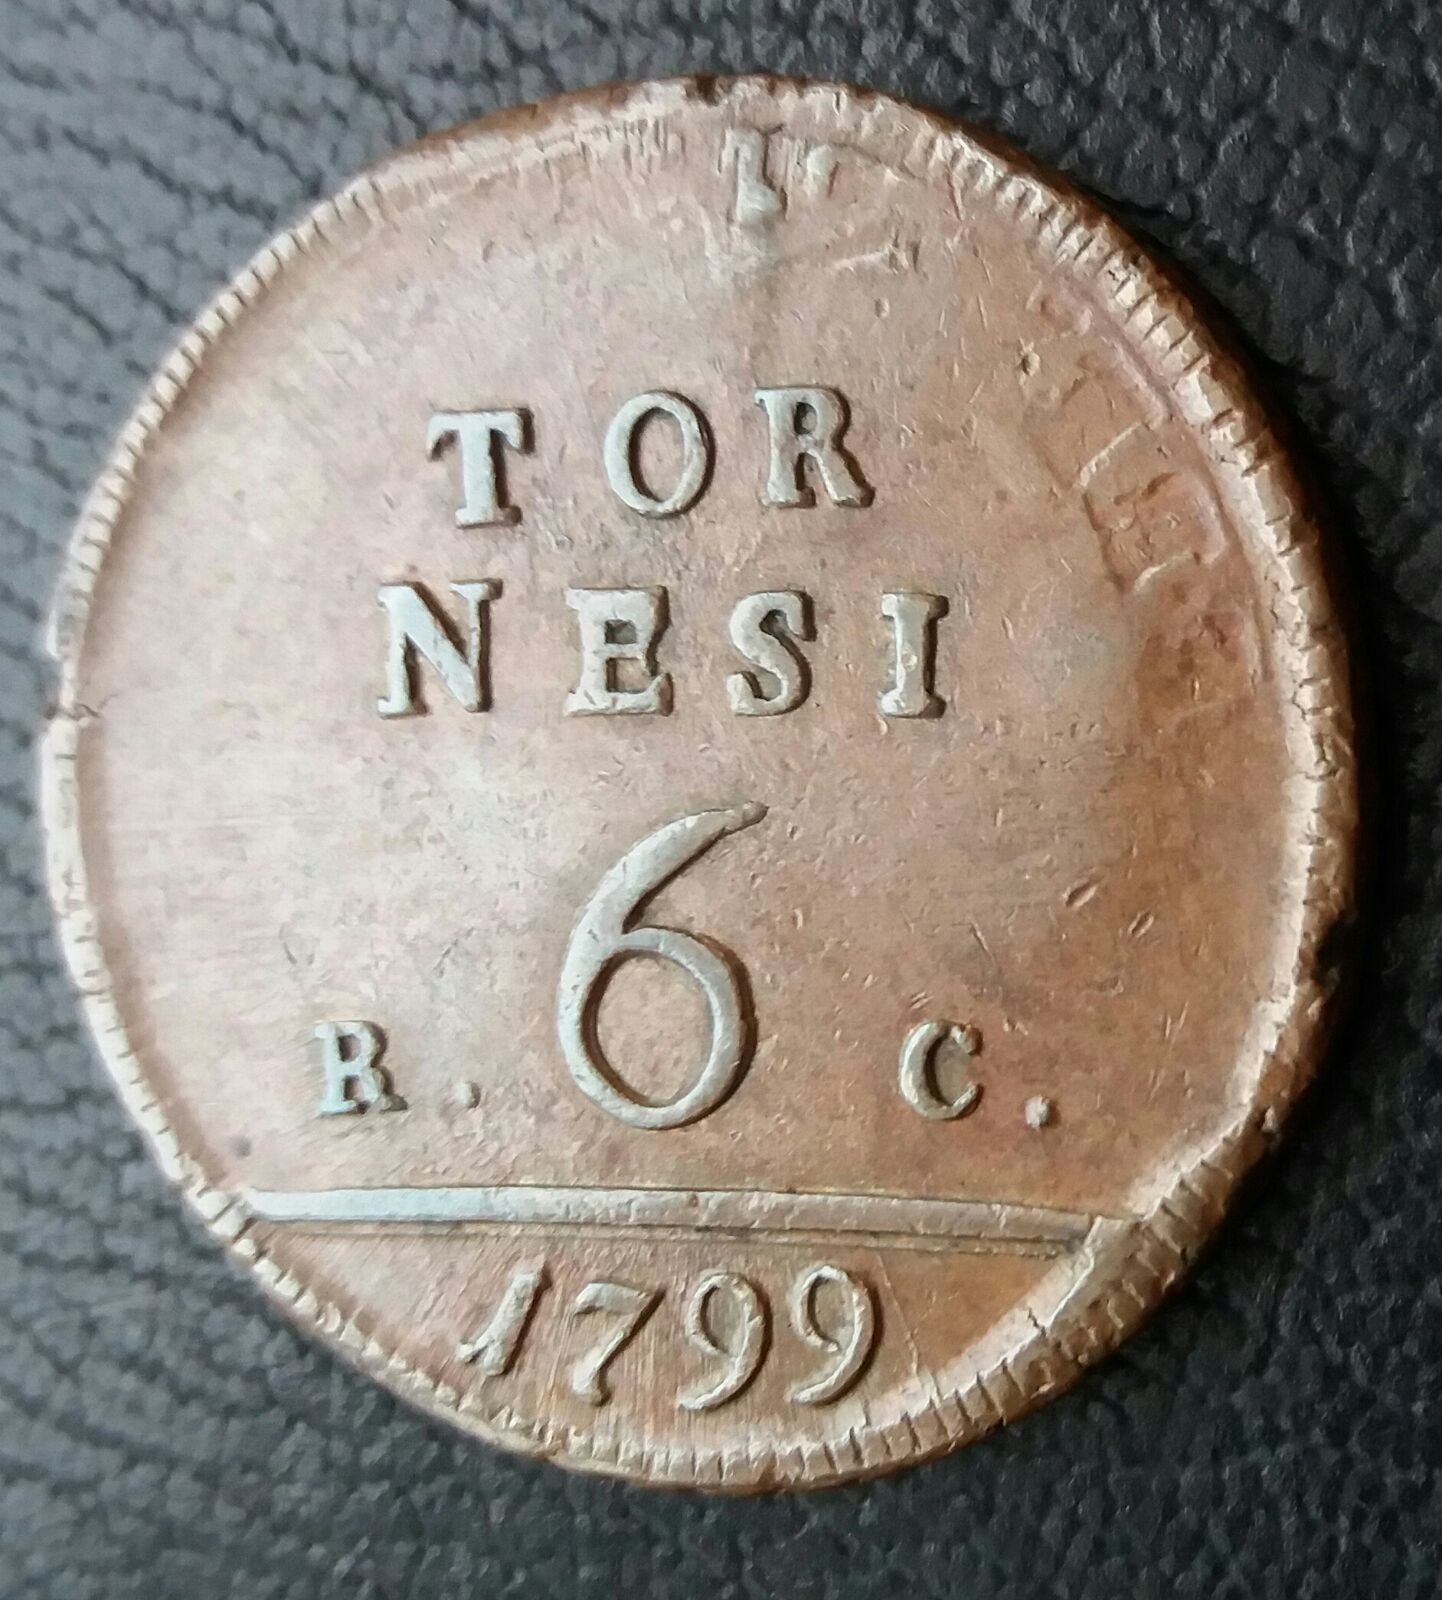 TOR
NESI
6
R. C.
1799